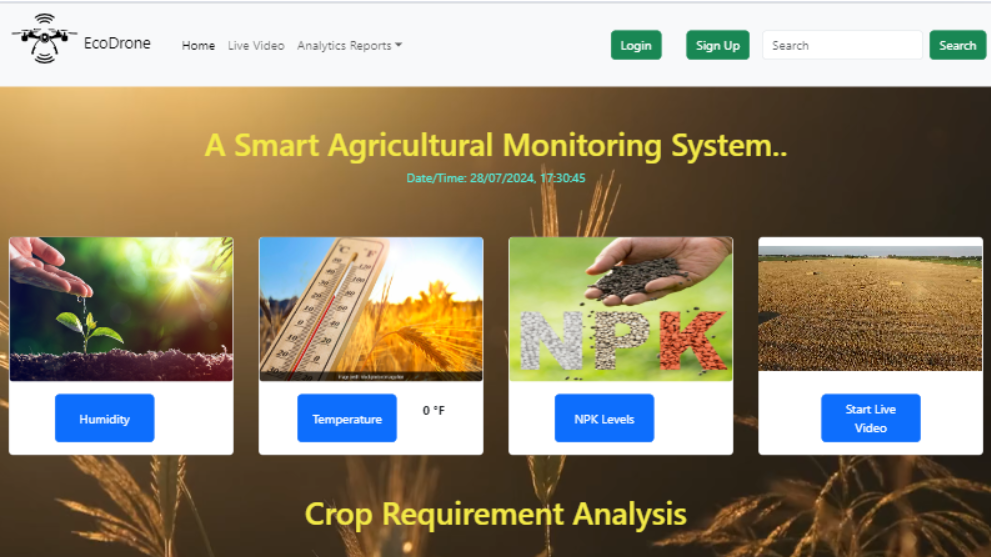 EcoDrone
Home Live Video Analytics Reports
Login Sign Up Search Search
A Smart Agricultural Monitoring System..
Date/Time: 28/07/2024, 17:30:45
NPK
Humidity
Temperature
0 °F
NPK Levels
Start Live
Video
Crop Requirement Analysis